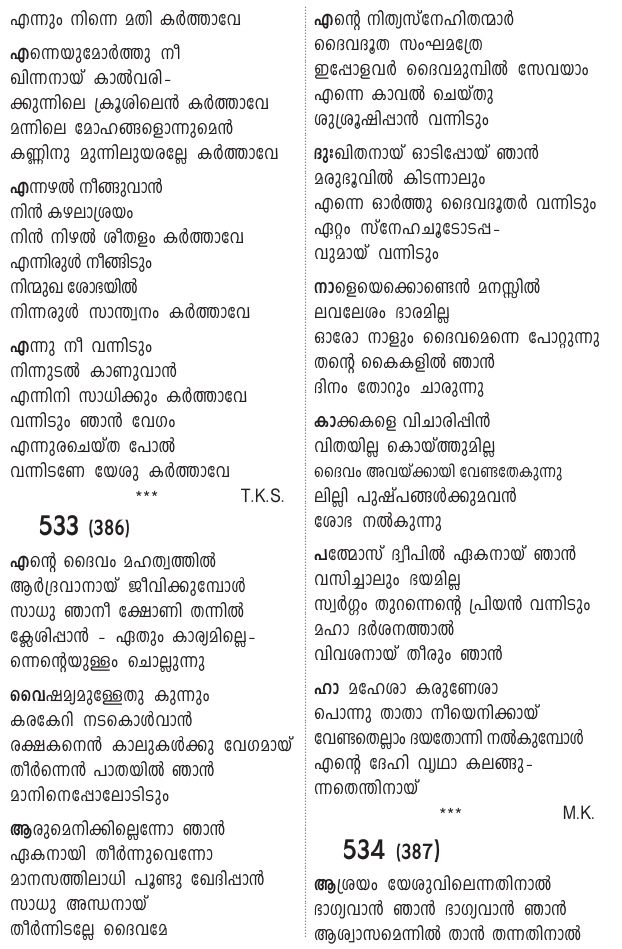 എന്നും നിന്നെ മതി കർത്താവേ
എന്നെയുമോർത്തു നീ
ഖിന്നനായ് കാൽവരി-
ക്കുന്നിലെ ക്രൂശിലെൻ കർത്താവേ
മന്നിലെ മോഹങ്ങളൊന്നുമെൻ
കണ്ണിനു മുന്നിലുയരല്ലേ കർത്താവേ
എന്നഴൽ നീങ്ങുവാൻ
നിൻ കഴലാശ്രയം
നിൻ നിഴൽ ശീതളം കർത്താവേ
എന്നിരുൾ നീങ്ങിടും
നിന്മുഖ ശോഭയിൽ
നിന്നരുൾ സാന്ത്വനം കർത്താവേ
എന്നു നീ വന്നിടും
നിന്നുടൽ കാണുവാൻ
എന്നിനി സാധിക്കും കർത്താവേ
വന്നിടും ഞാൻ വേഗം
എന്നുരചെയ്ത പോൽ
വന്നിടണേ യേശു കർത്താവേ
*** T.K.S.
533 (386)
എന്റെ ദൈവം മഹത്വത്തിൽ
ആർദ്രവാനായ് ജീവിക്കുമ്പോൾ
സാധു ഞാനീ ക്ഷോണി തന്നിൽ
ക്ലേശിപ്പാൻ - ഏതും കാര്യമില്ലെ-
ന്നെന്റെയുള്ളം ചൊല്ലുന്നു
വൈഷമ്യമുള്ളേതു കുന്നും
കരകേറി നടകൊൾവാൻ
രക്ഷകനെൻ കാലുകൾക്കു വേഗമായ്
തീർന്നെൻ പാതയിൽ ഞാൻ
മാനിനെപ്പോലോടിടും
ആരുമെനിക്കില്ലെന്നോ ഞാൻ
ഏകനായി തീർന്നുവെന്നോ
മാനസത്തിലാധി പൂണ്ടു ഖേദിപ്പാൻ
സാധു അന്ധനായ്
തീർന്നിടല്ലേ ദൈവമേ
എന്റെ നിത്യസ്നേഹിതന്മാർ
ദൈവദൂത സംഘമത്രേ
ഇപ്പോളവർ ദൈവമുമ്പിൽ സേവയാം
എന്നെ കാവൽ ചെയ്തു
ശുശ്രൂഷിപ്പാൻ വന്നിടും
ദുഃഖിതനായ് ഓടിപ്പോയ് ഞാൻ
മരുഭൂവിൽ കിടന്നാലും
എന്നെ ഓർത്തു ദൈവദൂതർ വന്നിടും
ഏറ്റം സ്നേഹചൂടോടപ്പ-
വുമായ് വന്നിടും
നാളെയെക്കൊണ്ടെൻ മനസ്സിൽ
ലവലേശം ഭാരമില്ല
ഓരോ നാളും ദൈവമെന്നെ പോറ്റുന്നു
തന്റെ കൈകളിൽ ഞാൻ
ദിനം തോറും ചാരുന്നു
കാക്കകളെ വിചാരിപ്പിൻ
വിതയില്ല കൊയ്ത്തുമില്ല
ദൈവം അവയ്ക്കായി വേണ്ടതേകുന്നു
ലില്ലി പുഷ്പങ്ങൾക്കുമവൻ
ശോഭ നൽകുന്നു
പത്മോസ് ദ്വീപിൽ ഏകനായ് ഞാൻ
വസിച്ചാലും ഭയമില്ല
സ്വർഗ്ഗം തുറന്നെന്റെ പ്രിയൻ വന്നിടും
മഹാ ദർശനത്താൽ
വിവശനായ് തീരും ഞാൻ
ഹാ മഹേശാ കരുണേശാ
പൊന്നു താതാ നീയെനിക്കായ്
വേണ്ടതെല്ലാം ദയതോന്നി നൽകുമ്പോൾ
എന്റെ ദേഹി വൃഥാ കലങ്ങു-
ന്നതെന്തിനായ്
*** M.K.
534 (387)
ആശ്രയം യേശുവിലെന്നതിനാൽ
ഭാഗ്യവാൻ ഞാൻ ഭാഗ്യവാൻ ഞാൻ
ആശ്വാസമെന്നിൽ താൻ തന്നതിനാൽ